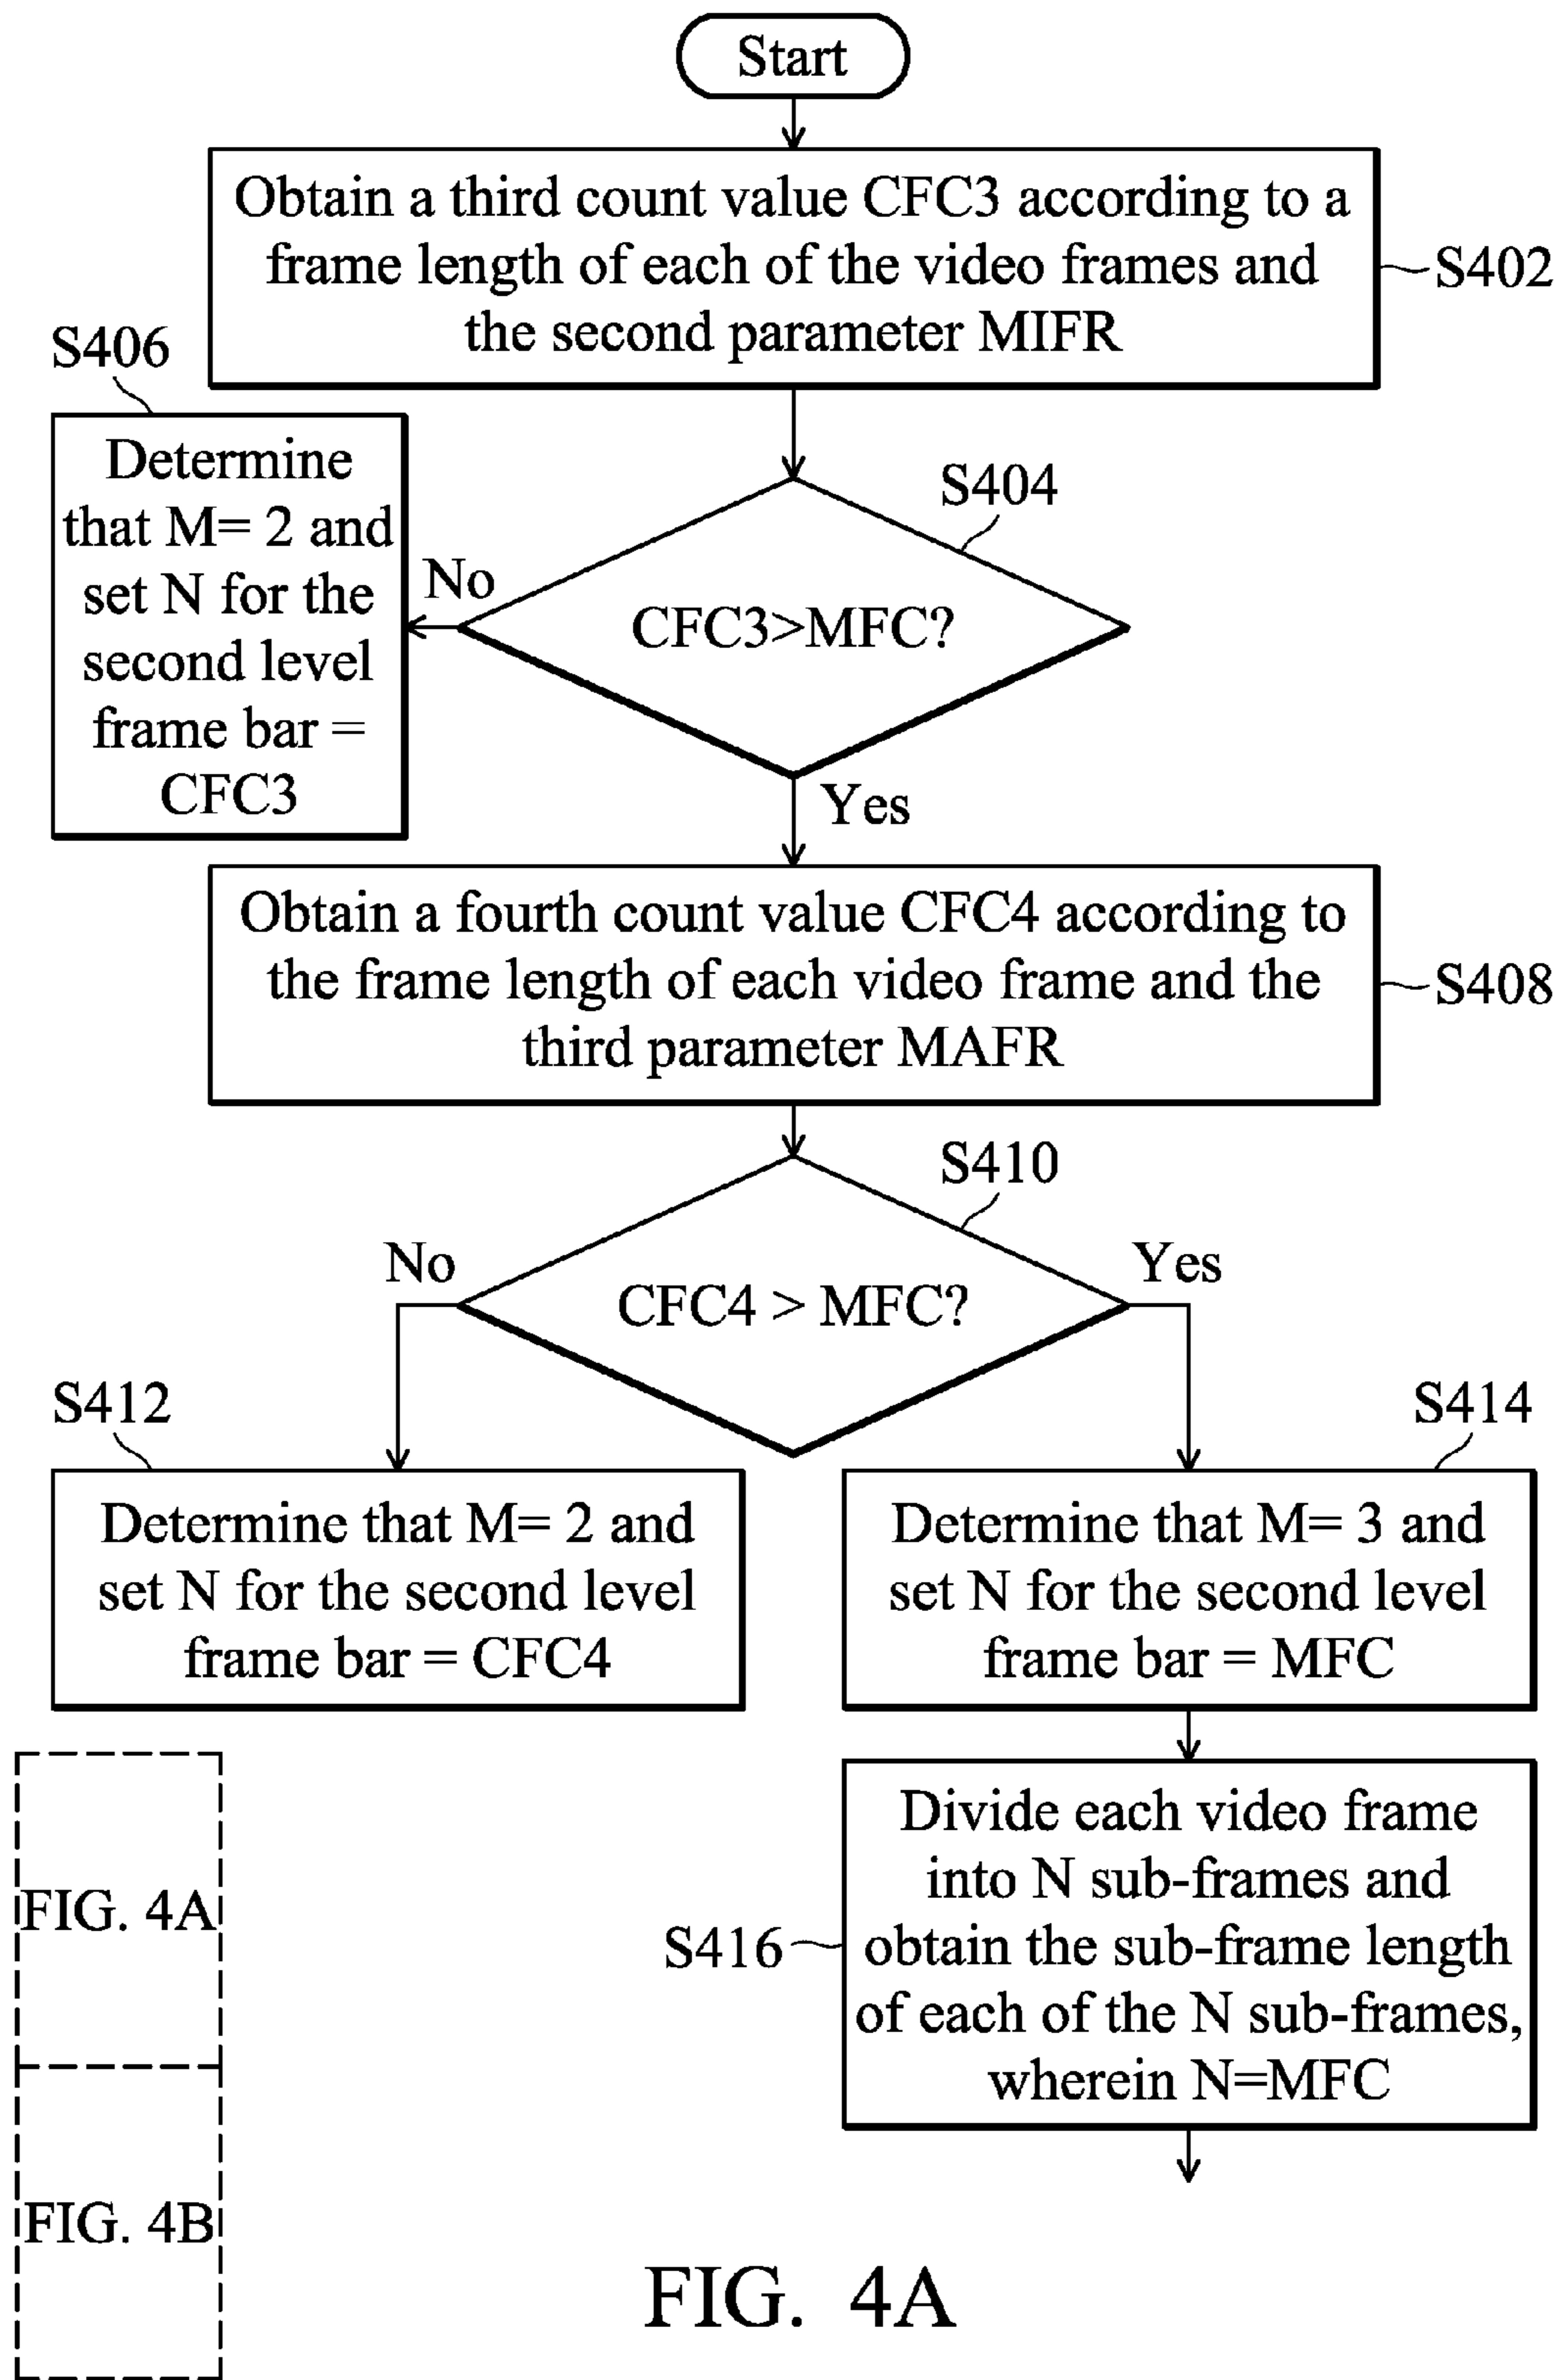 Start
Obtain a third count value CFC3 according to a
frame length of each of the video frames and
the second parameter MIFR
S402
S406
Determine
that M= 2 and
set N for the
second level
frame bar =
CFC3
S404
No
CFC3>MFC?
Yes
Obtain a fourth count value CFC4 according to
the frame length of each video frame and the
third parameter MAFR
S408
S410
No
CFC4 > MFC?
Yes
S412
Determine that M= 2 and
set N for the second level
frame bar = CFC4
S414
Determine that M= 3 and
set N for the second level
frame bar = MFC
Divide each video frame
into N sub-frames and
obtain the sub-frame length
of each of the N sub-frames,
wherein N=MFC
S416
FIG. 4A
FIG. 4B
FIG. 4A